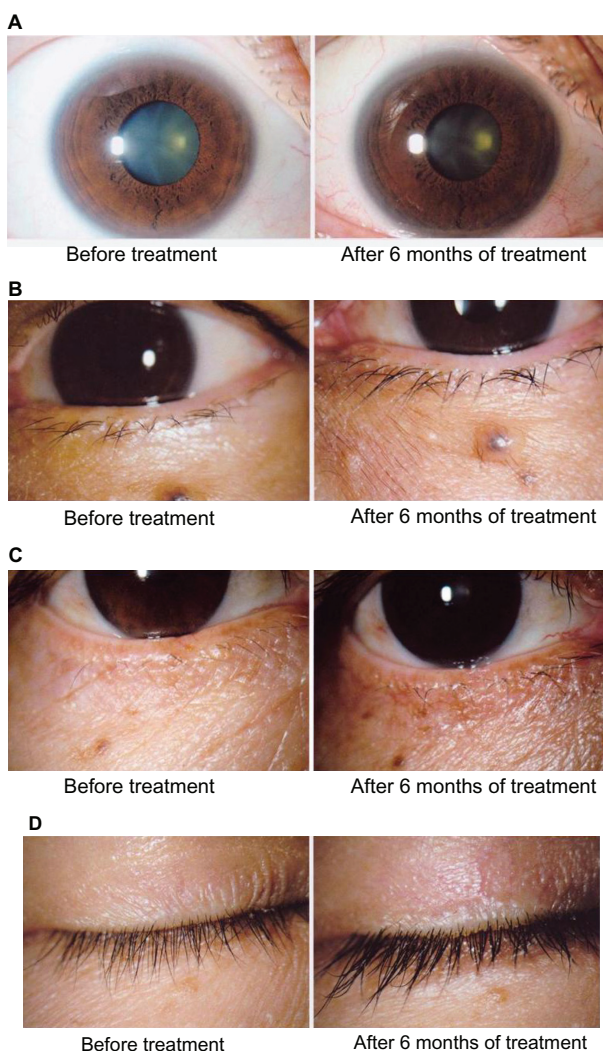 A
Before treatment
After 6 months of treatment
B
Before treatment
After 6 months of treatment
C
Before treatment
After 6 months of treatment
D
Before treatment
After 6 months of treatment